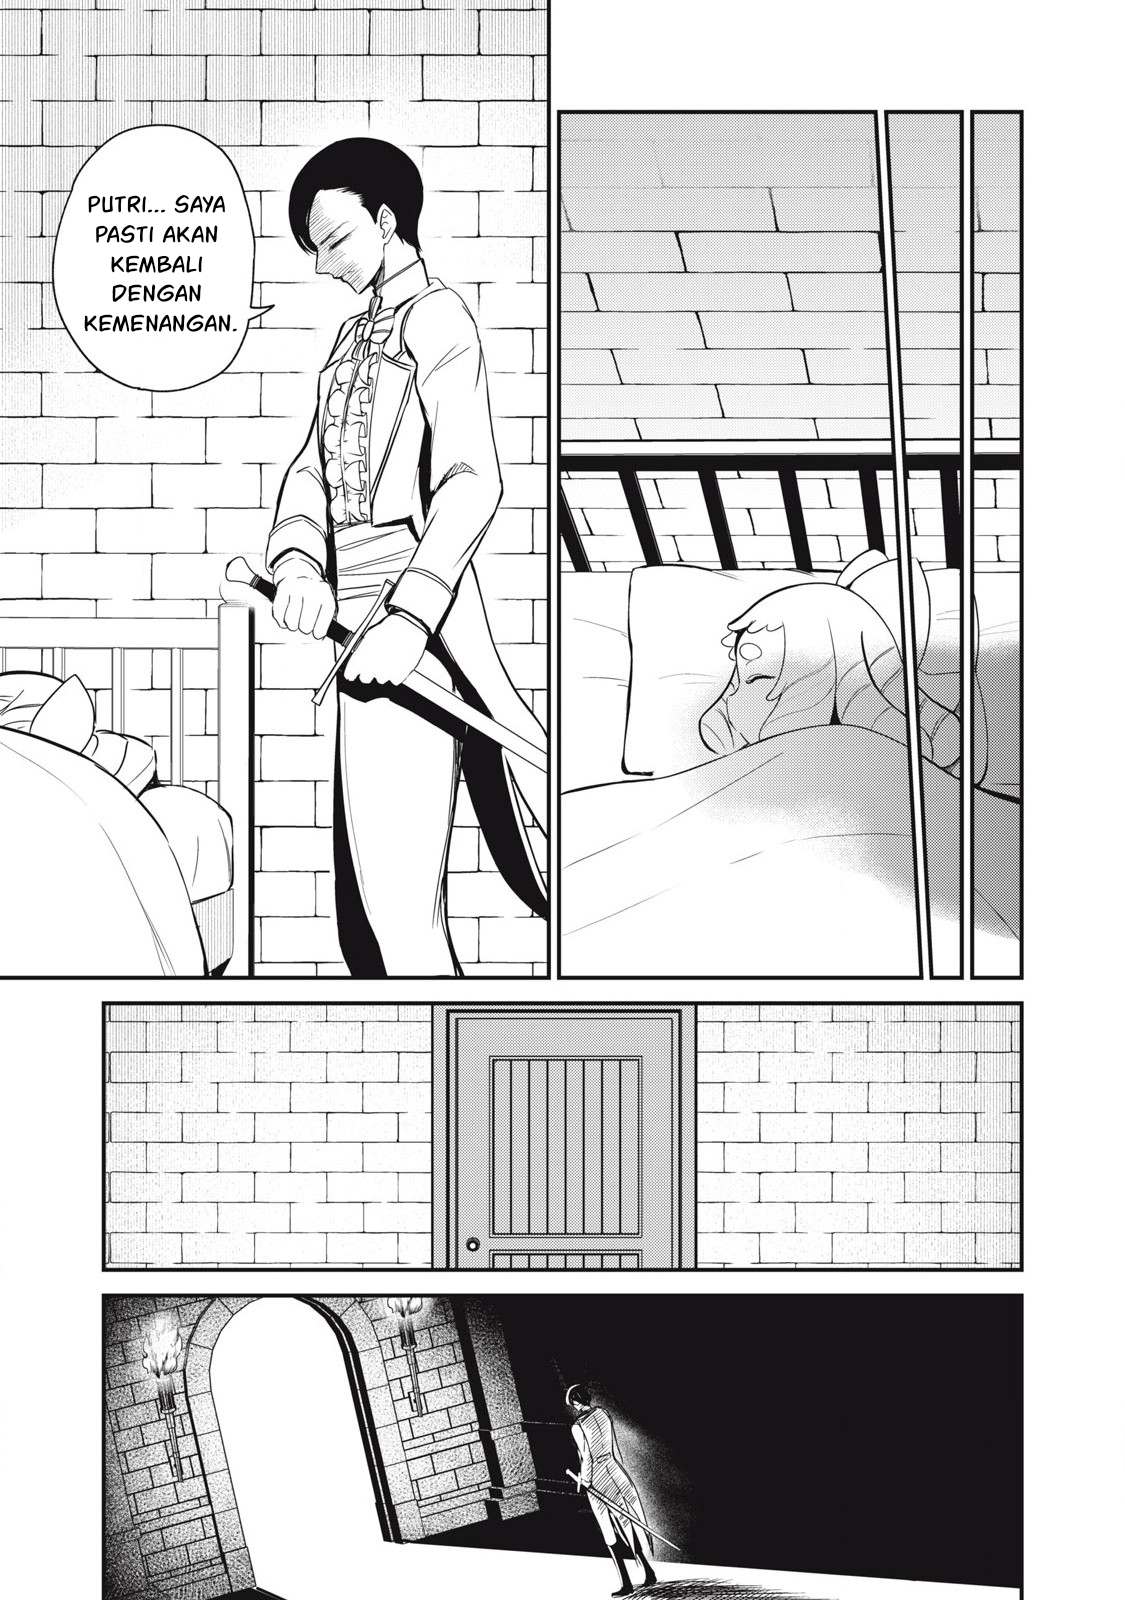 PUTRI... SAYA
PASTI AKAN
KEMBALI
DENGAN
KEMENANGAN.